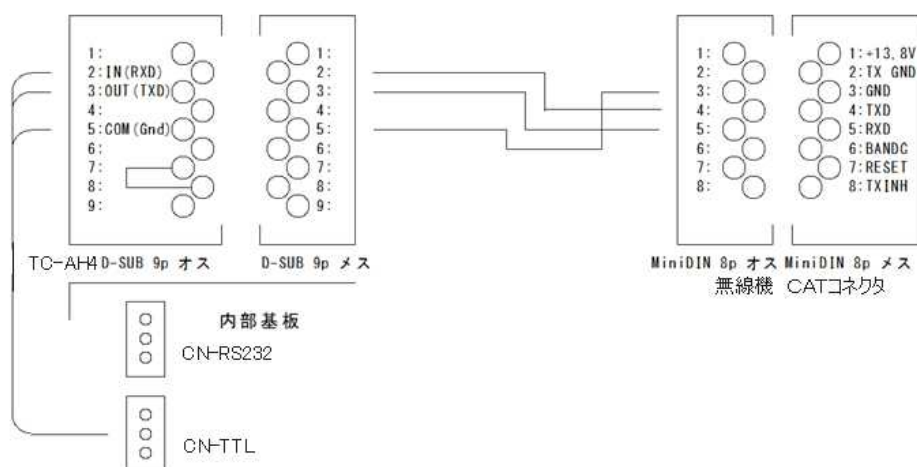 1:
2:IN(RXD)
3:OUT(TXD)
4:
5:COM(Gnd)
6:
7:
8:
9:
1:
2:
3:
4:
5:
6:
7:
8:
9:
1:
2:
3:
4:
5:
6:
7:
8:
1:+13.8V
2:TX GND
3:GND
4:TXD
5:RXD
6:BANDC
7:RESET
8:TXINH
TC-AH4 D-SUB 9p オス
D-SUB 9p メス
MiniDIN 8p オス
MiniDIN 8p メス
無線機 CATコネクタ
内部基板
CN-RS232
CN-TTL